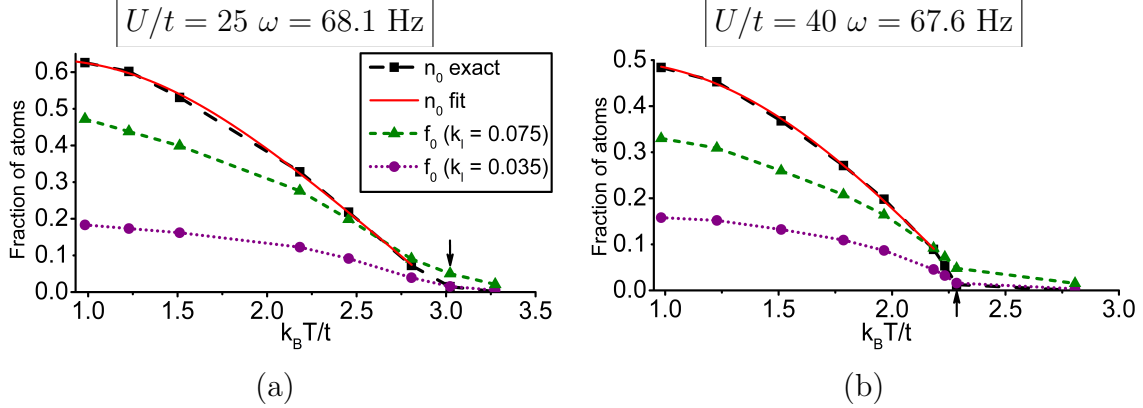 U/t = 25 ω = 68.1 Hz
U/t = 40 ω = 67.6 Hz
Fraction of atoms
0.6
0.5
0.4
0.3
0.2
0.1
0.0
1.0 1.5 2.0 2.5 3.0 3.5
k_BT/t
n_0 exact
n_0 fit
f_0 (k_l = 0.075)
f_0 (k_l = 0.035)
(a)
Fraction of atoms
0.5
0.4
0.3
0.2
0.1
0.0
1.0 1.5 2.0 2.5 3.0
k_BT/t
(b)